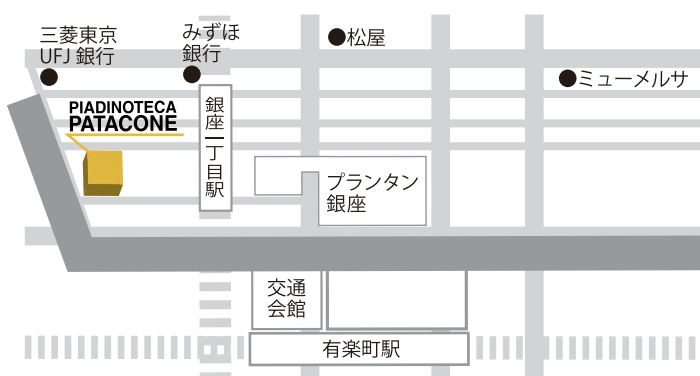 三菱東京
UFJ 銀行
みずほ
銀行
松屋
ミューメルサ
PIADINOTECA
PATACONE
銀座一丁目駅
プランタン
銀座
交通
会館
有楽町駅